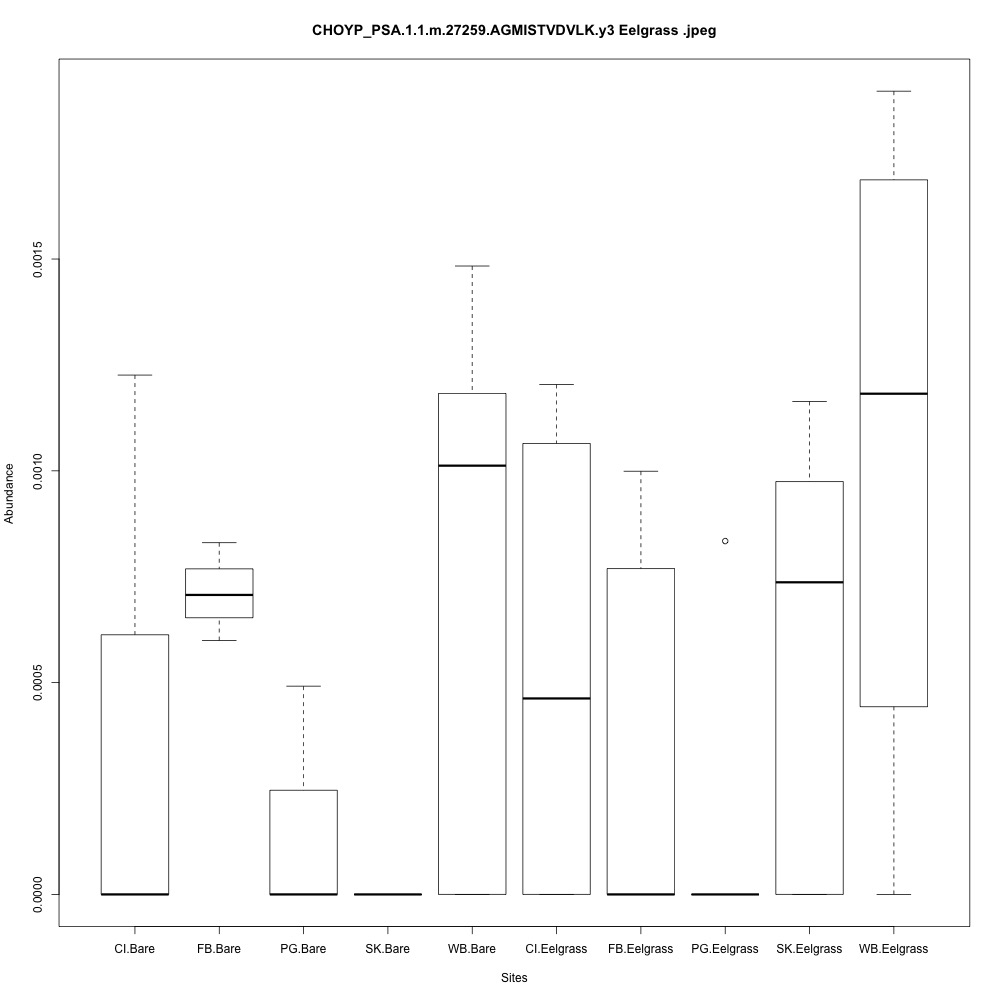 CHOYP_PSA.1.1.m.27259.AGMISTVDVLK.y3 Eelgrass .jpeg
Abundance
0.0015
0.0010
0.0005
0.0000
CI.Bare FB.Bare PG.Bare SK.Bare WB.Bare CI.Eelgrass FB.Eelgrass PG.Eelgrass SK.Eelgrass WB.Eelgrass
Sites